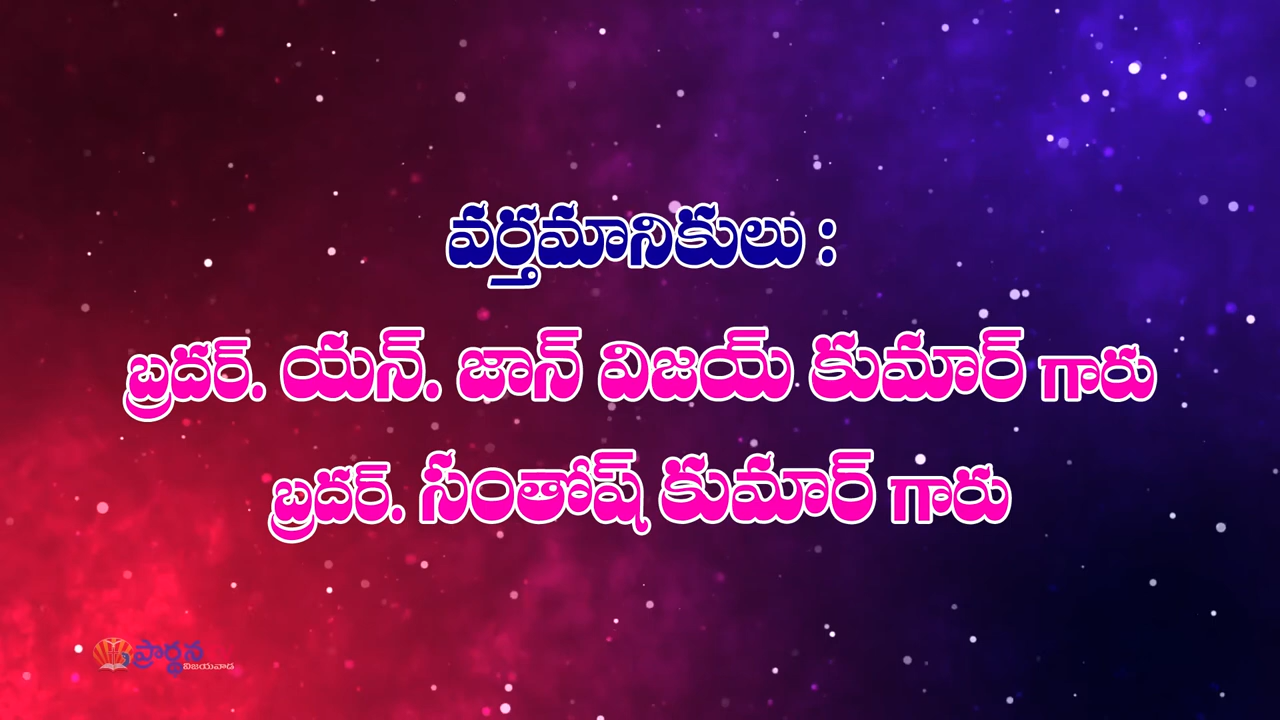 వర్తమానికులు :
బ్రదర్. యన్. జాన్ విజయ్ కుమార్ గారు
బ్రదర్. సంతోష్ కుమార్ గారు
ప్రార్థన
విజయవాడ